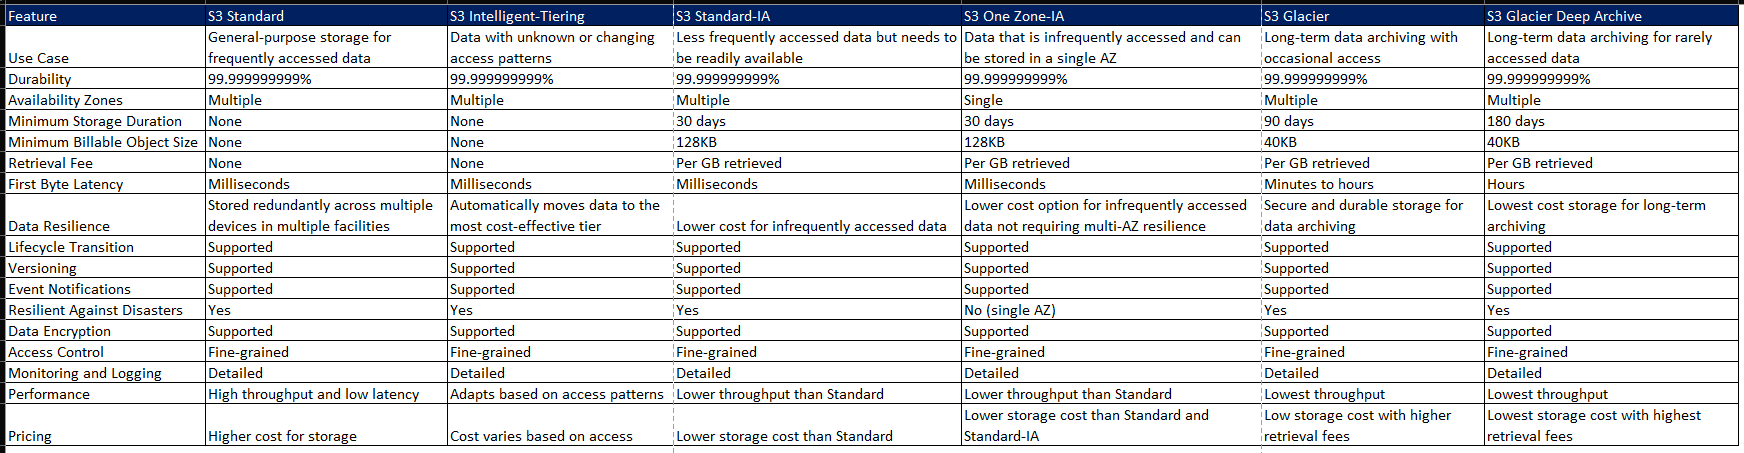 Feature S3 Standard S3 Intelligent-Tiering S3 Standard-IA S3 One Zone-IA S3 Glacier S3 Glacier Deep Archive
General-purpose storage for Data with unknown or changing Less frequently accessed data but needs to Data that is infrequently accessed and can Long-term data archiving with Long-term data archiving for rarely
Use Case frequently accessed data access patterns be readily available be stored in a single AZ occasional access accessed data
Durability 99.999999999% 99.999999999% 99.999999999% 99.999999999% 99.999999999% 99.999999999%
Availability Zones Multiple Multiple Multiple Single Multiple Multiple
Minimum Storage Duration None None 30 days 30 days 90 days 180 days
Minimum Billable Object Size None None 128KB 128KB 40KB 40KB
Retrieval Fee None None Per GB retrieved Per GB retrieved Per GB retrieved Per GB retrieved
First Byte Latency Milliseconds Milliseconds Milliseconds Milliseconds Minutes to hours Hours
Stored redundantly across multiple Automatically moves data to the Lower cost option for infrequently accessed Secure and durable storage for Lowest cost storage for long-term
Data Resilience devices in multiple facilities most cost-effective tier Lower cost for infrequently accessed data data not requiring multi-AZ resilience data archiving archiving
Lifecycle Transition Supported Supported Supported Supported Supported Supported
Versioning Supported Supported Supported Supported Supported Supported
Event Notifications Supported Supported Supported Supported Supported Supported
Resilient Against Disasters Yes Yes Yes No (single AZ) Yes Yes
Data Encryption Supported Supported Supported Supported Supported Supported
Access Control Fine-grained Fine-grained Fine-grained Fine-grained Fine-grained Fine-grained
Monitoring and Logging Detailed Detailed Detailed Detailed Detailed Detailed
Performance High throughput and low latency Adapts based on access patterns Lower throughput than Standard Lower throughput than Standard Lowest throughput Lowest throughput
Lower storage cost than Standard and Low storage cost with higher Lowest storage cost with highest
Pricing Higher cost for storage Cost varies based on access Lower storage cost than Standard Standard-IA retrieval fees retrieval fees